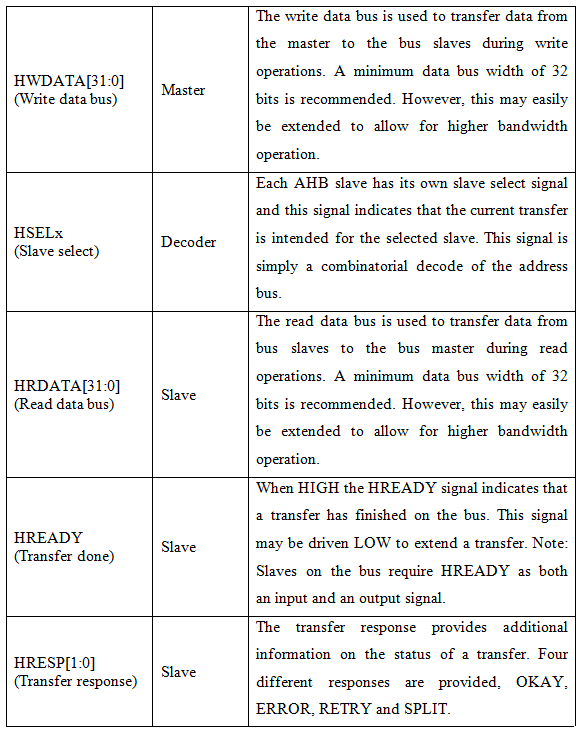 The write data bus is used to transfer data from
the master to the bus slaves during write
operations. A minimum data bus width of 32
bits is recommended. However, this may easily
be extended to allow for higher bandwidth
operation.
HWDATA[31:0]
(Write data bus)
Master
Each AHB slave has its own slave select signal
and this signal indicates that the current transfer
is intended for the selected slave. This signal is
simply a combinatorial decode of the address
bus.
HSELx
(Slave select)
Decoder
The read data bus is used to transfer data from
bus slaves to the bus master during read
operations. A minimum data bus width of 32
bits is recommended. However, this may easily
be extended to allow for higher bandwidth
operation.
HRDATA[31:0]
(Read data bus)
Slave
When HIGH the HREADY signal indicates that
a transfer has finished on the bus. This signal
may be driven LOW to extend a transfer. Note:
Slaves on the bus require HREADY as both
an input and an output signal.
HREADY
(Transfer done)
Slave
The transfer response provides additional
information on the status of a transfer. Four
different responses are provided, OKAY,
ERROR, RETRY and SPLIT.
HRESP[1:0]
(Transfer response)
Slave